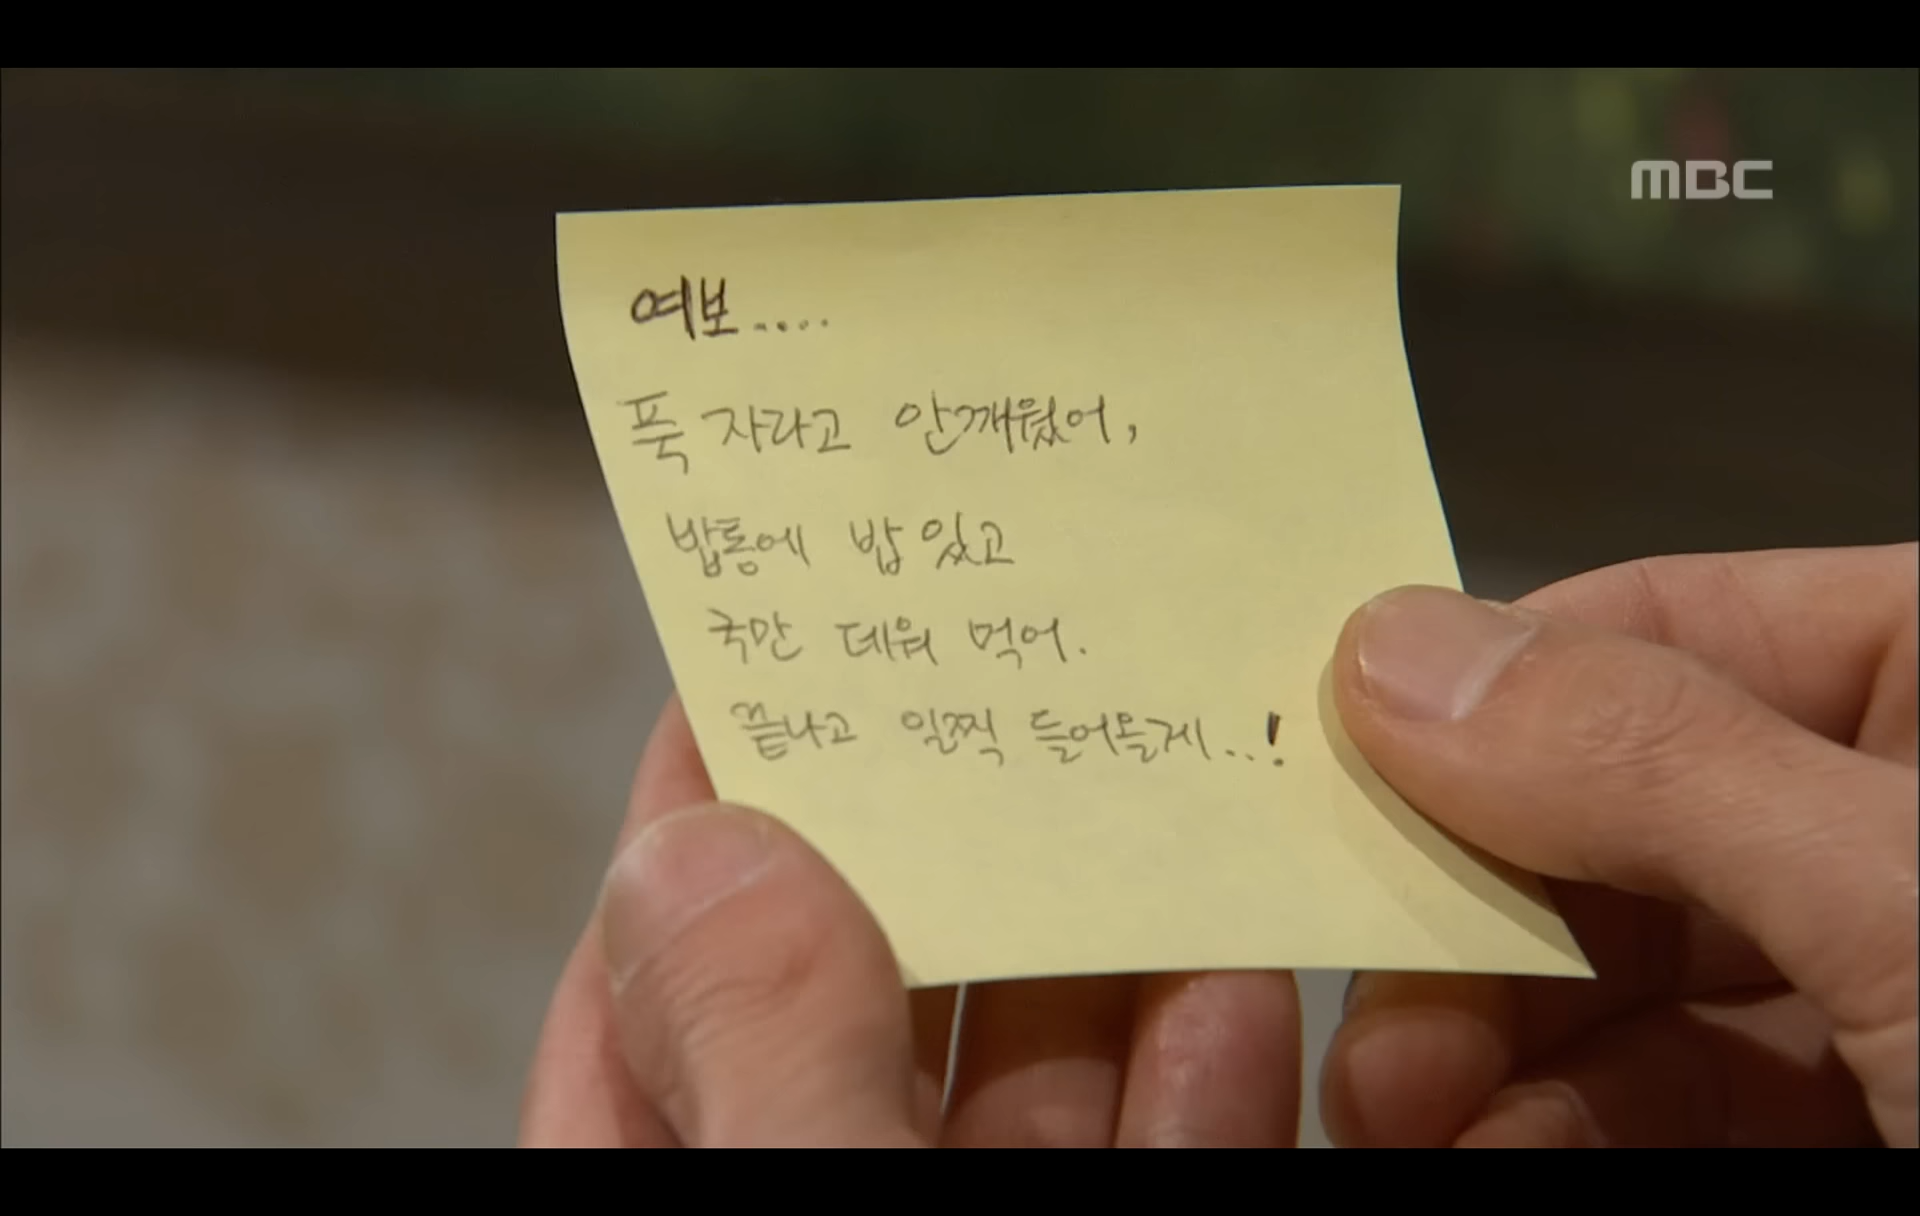 MBC
여보.....
푹 자라고 안깨웠어,
밥통에 밥 있고
국만 데워 먹어.
끝나고 일찍 들어올게..!